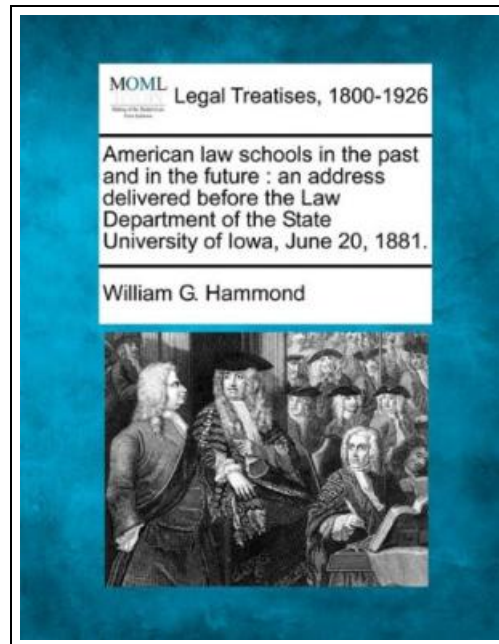 MOML
Legal Treatises, 1800-1926
American law schools in the past
and in the future : an address
delivered before the Law
Department of the State
University of Iowa, June 20, 1881.
William G. Hammond